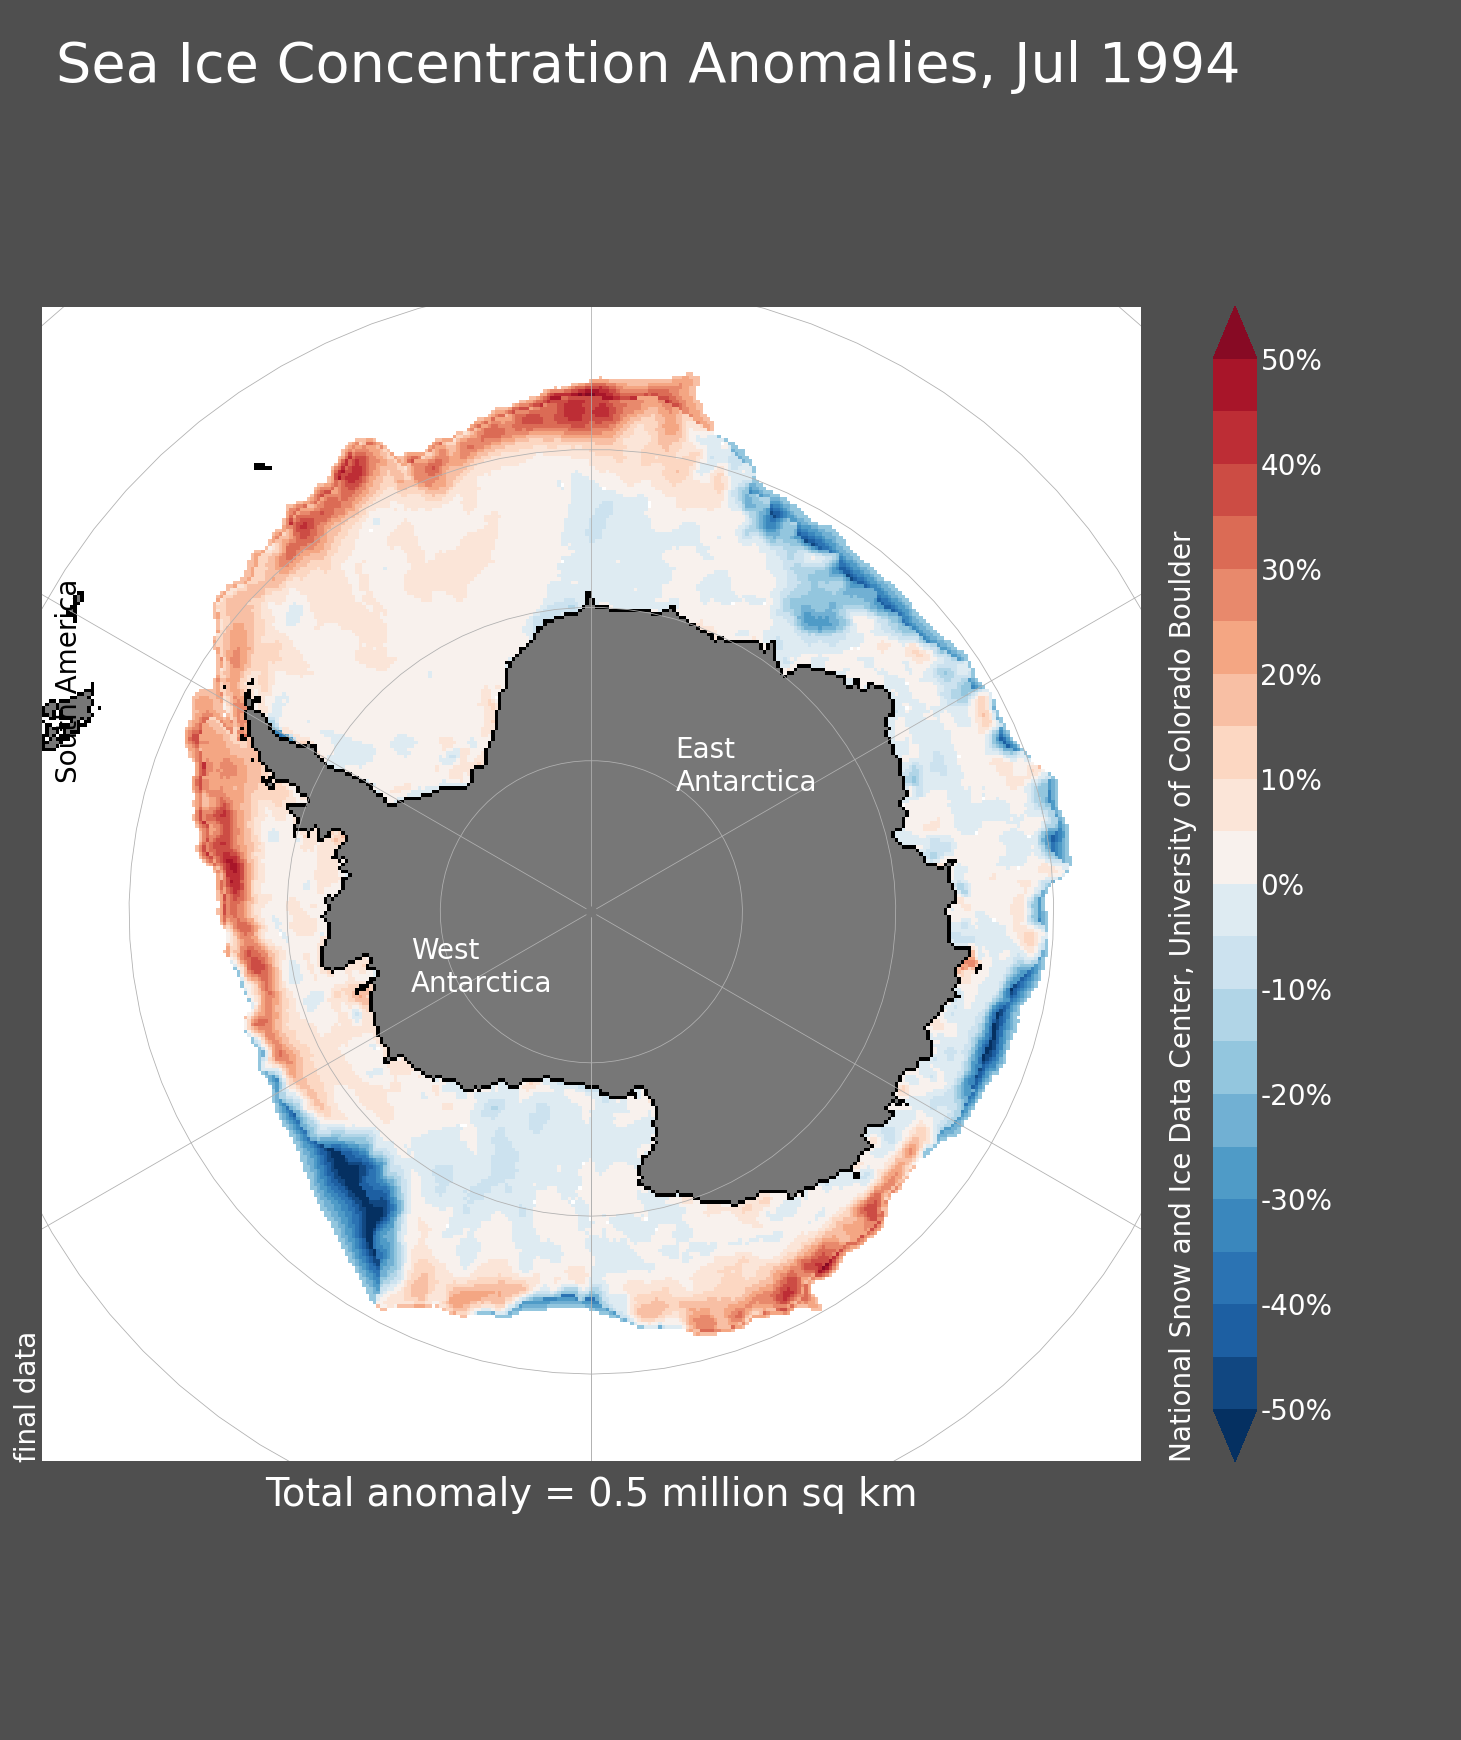 Sea Ice Concentration Anomalies, Jul 1994
South America
East
Antarctica
West
Antarctica
final data
Total anomaly = 0.5 million sq km
National Snow and Ice Data Center, University of Colorado Boulder
50%
40%
30%
20%
10%
0%
-10%
-20%
-30%
-40%
-50%